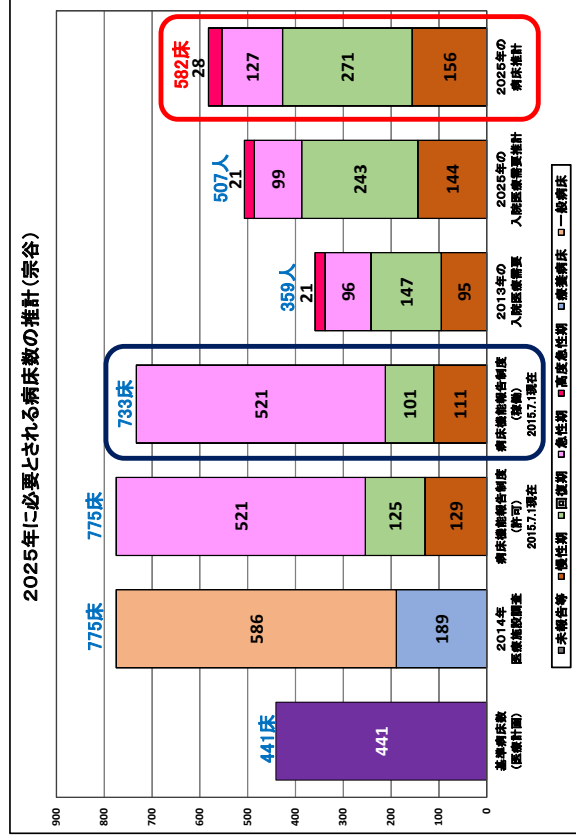 2025年に必要とされる病床数の推計(宗谷)
900
800
700
600
500
400
300
200
100
0
441床
441
基準病床数
(医療計画)
775床
586
189
2014年
医療施設調査
775床
521
125
129
病床機能報告制度
(許可)
2015.7.1現在
733床
521
101
111
病床機能報告制度
(稼働)
2015.7.1現在
359人
21
96
147
95
2013年の
入院医療需要
507人
21
99
243
144
2025年の
入院医療需要推計
582床
28
127
271
156
2025年の
病床推計
未報告等 慢性期 回復期 急性期 高度急性期 療養病床 一般病床